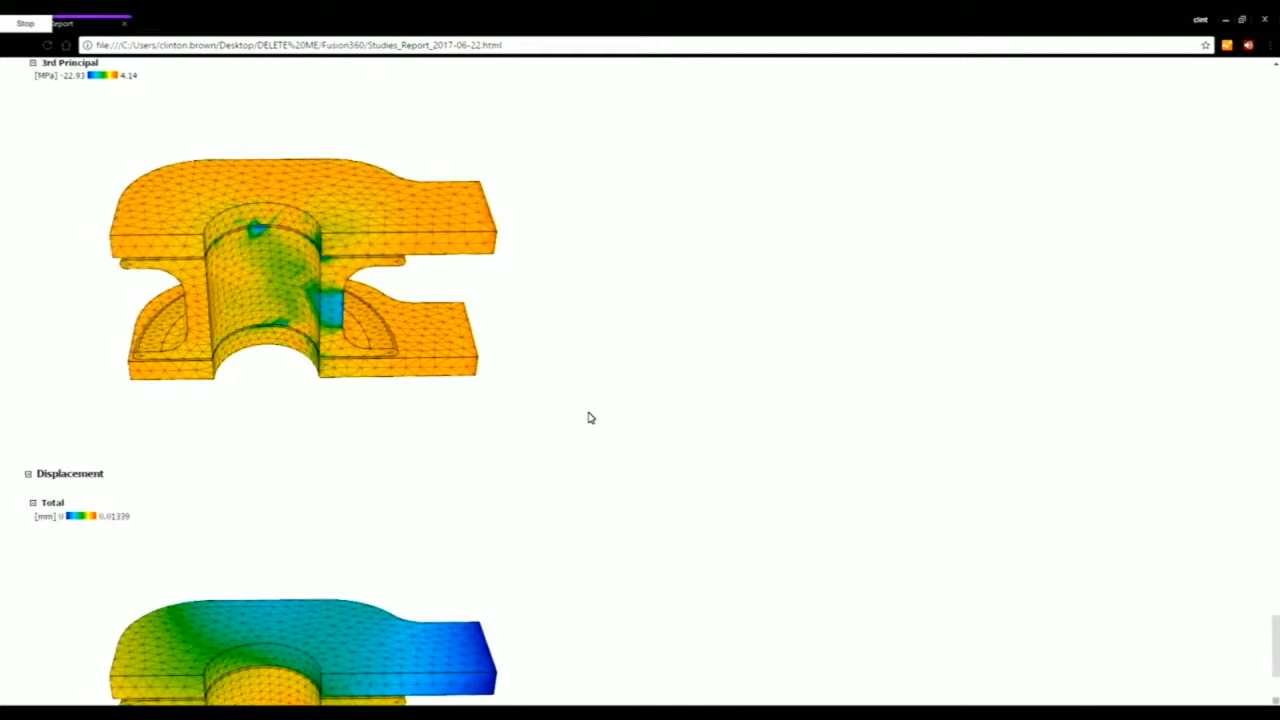 Stop
eport
clint
file:///C:/Users/clinton.brown/Desktop/DELETE%20ME/Fusion360/Studies_Report_2017-06-22.html
3rd Principal
[MPa] -22.93 4.14
Displacement
Total
[mm] 0 0.01339